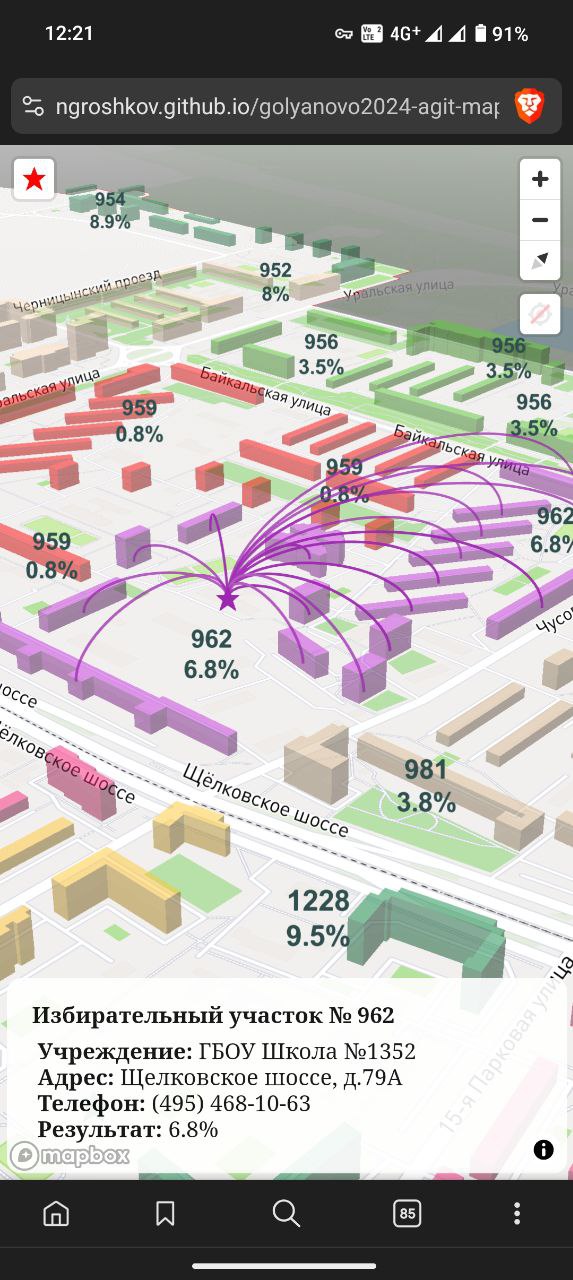 12:21
Vo 2
LTE
4G+
91%
ngroshkov.github.io/golyanovo2024-agit-map
954
8.9%
952
8%
Черницынский проезд
Уральская улица
956
3.5%
956
3.5%
956
3.5%
Байкальская улица
959
0.8%
Байкальская улица
959
0.8%
962
6.8%
959
0.8%
962
6.8%
Щёлковское шоссе
981
3.8%
1228
9.5%
15-я Парковая улица
Избирательный участок № 962
Учреждение: ГБОУ Школа №1352
Адрес: Щелковское шоссе, д.79А
Телефон: (495) 468-10-63
Результат: 6.8%
mapbox
85